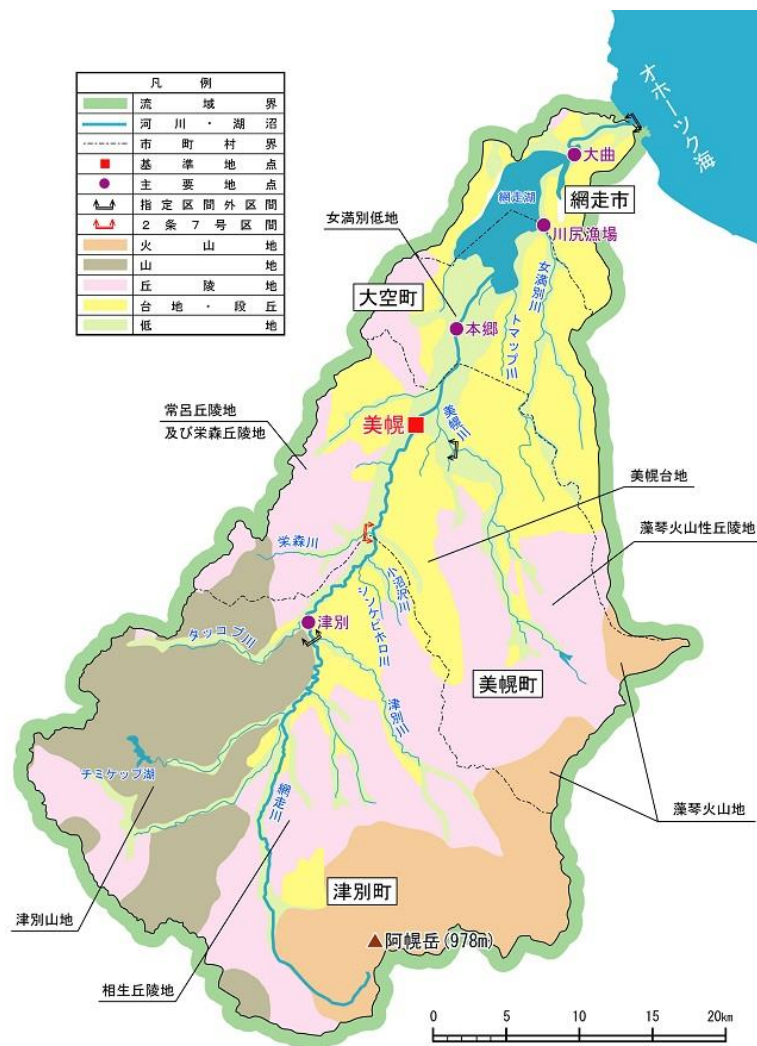 凡例
流域界
河川・湖沼
市町村界
基準地点
主要地点
指定区間外区間
2条7号区間
火山地
山地
丘陵地
台地・段丘
低地
オホーツク海
大曲
網走湖
網走市
女満別低地
川尻漁場
大空町
女満別川
トマップ川
本郷
常呂丘陵地
及び栄森丘陵地
美幌
美幌川
美幌台地
藻琴火山性丘陵地
栄森川
小沼沢川
シンケピホロ川
津別
タッコブ川
美幌町
津別川
チミケップ湖
網走川
藻琴火山地
津別山地
津別町
阿幌岳(978m)
相生丘陵地
0 5 10 15 20km